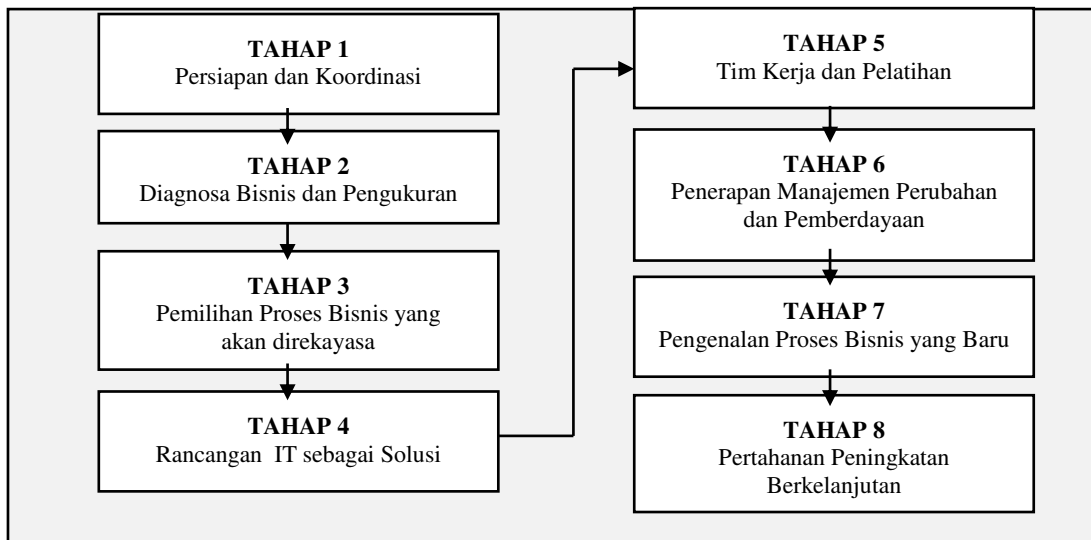 TAHAP 1
Persiapan dan Koordinasi
TAHAP 2
Diagnosa Bisnis dan Pengukuran
TAHAP 3
Pemilihan Proses Bisnis yang
akan direkayasa
TAHAP 4
Rancangan IT sebagai Solusi
TAHAP 5
Tim Kerja dan Pelatihan
TAHAP 6
Penerapan Manajemen Perubahan
dan Pemberdayaan
TAHAP 7
Pengenalan Proses Bisnis yang Baru
TAHAP 8
Pertahanan Peningkatan
Berkelanjutan